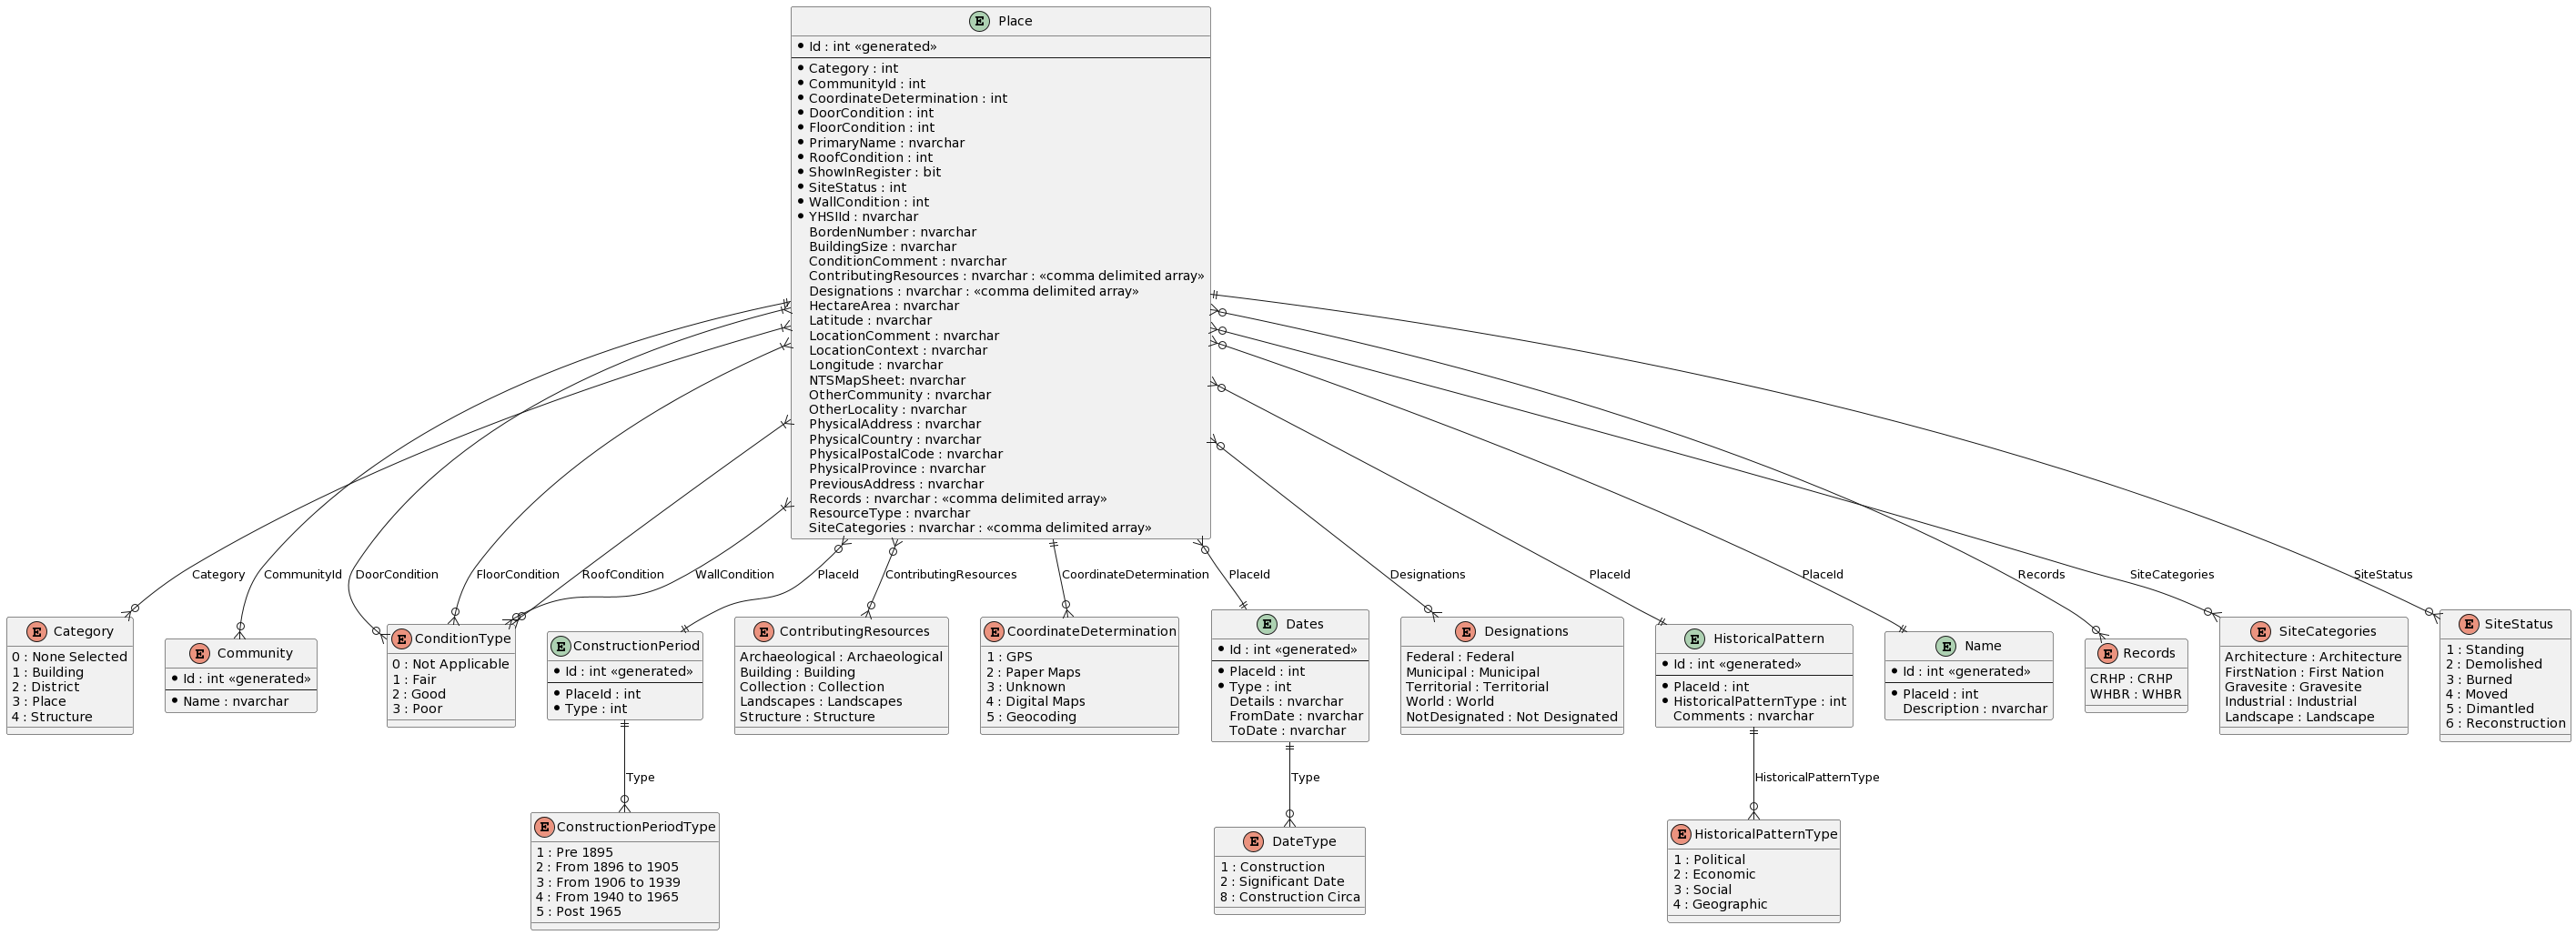 E Place
Id : int «generated»
Category : int
CommunityId : int
CoordinateDetermination : int
DoorCondition : int
FloorCondition : int
PrimaryName : nvarchar
RoofCondition : int
ShowInRegister : bit
SiteStatus : int
WallCondition : int
YHSIId : nvarchar
BordenNumber : nvarchar
BuildingSize : nvarchar
ConditionComment : nvarchar
ContributingResources : nvarchar : «comma delimited array»
Designations : nvarchar : «comma delimited array»
HectareArea : nvarchar
Latitude : nvarchar
LocationComment : nvarchar
LocationContext : nvarchar
Longitude : nvarchar
NTSMapSheet: nvarchar
OtherCommunity : nvarchar
OtherLocality : nvarchar
PhysicalAddress : nvarchar
PhysicalCountry : nvarchar
PhysicalPostalCode : nvarchar
PhysicalProvince : nvarchar
PreviousAddress : nvarchar
Records : nvarchar : «comma delimited array»
ResourceType : nvarchar
SiteCategories : nvarchar : «comma delimited array»
Category
CommunityId
DoorCondition
FloorCondition
RoofCondition
WallCondition
PlaceId
ContributingResources
CoordinateDetermination
PlaceId
Designations
PlaceId
PlaceId
Records
SiteCategories
SiteStatus
E Category
0 : None Selected
1 : Building
2 : District
3 : Place
4 : Structure
E Community
Id : int «generated»
Name : nvarchar
E ConditionType
0 : Not Applicable
1 : Fair
2 : Good
3 : Poor
E ConstructionPeriod
Id : int «generated»
PlaceId : int
Type : int
E ContributingResources
Archaeological : Archaeological
Building : Building
Collection : Collection
Landscapes : Landscapes
Structure : Structure
E CoordinateDetermination
1 : GPS
2 : Paper Maps
3 : Unknown
4 : Digital Maps
5 : Geocoding
E Dates
Id : int «generated»
PlaceId : int
Type : int
Details : nvarchar
FromDate : nvarchar
ToDate : nvarchar
E Designations
Federal : Federal
Municipal : Municipal
Territorial : Territorial
World : World
NotDesignated : Not Designated
E HistoricalPattern
Id : int «generated»
PlaceId : int
HistoricalPatternType : int
Comments : nvarchar
E Name
Id : int «generated»
PlaceId : int
Description : nvarchar
E Records
CRHP : CRHP
WHBR : WHBR
E SiteCategories
Architecture : Architecture
FirstNation : First Nation
Gravesite : Gravesite
Industrial : Industrial
Landscape : Landscape
E SiteStatus
1 : Standing
2 : Demolished
3 : Burned
4 : Moved
5 : Dimantled
6 : Reconstruction
Type
Type
HistoricalPatternType
E ConstructionPeriodType
1 : Pre 1895
2 : From 1896 to 1905
3 : From 1906 to 1939
4 : From 1940 to 1965
5 : Post 1965
E DateType
1 : Construction
2 : Significant Date
8 : Construction Circa
E HistoricalPatternType
1 : Political
2 : Economic
3 : Social
4 : Geographic